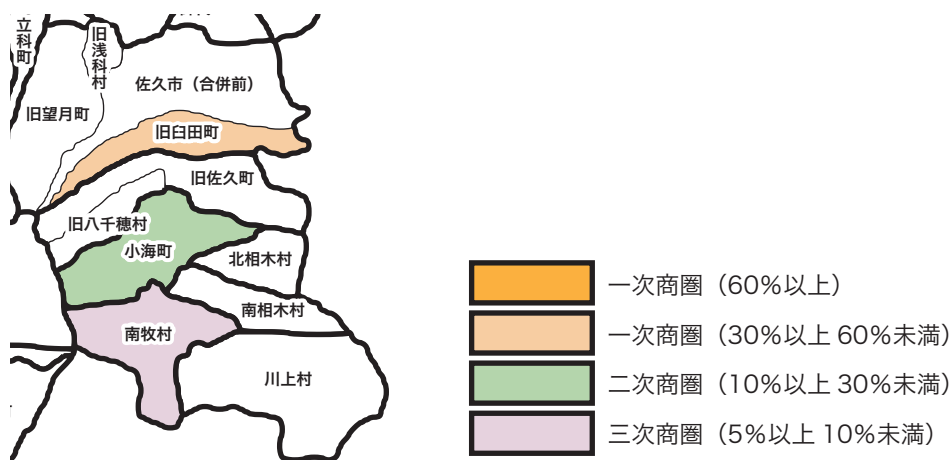 立科町
旧浅科村
佐久市（合併前）
旧望月町
旧臼田町
旧佐久町
旧八千穂村
小海町
北相木村
南相木村
南牧村
川上村
一次商圏（60%以上）
一次商圏（30%以上 60%未満）
二次商圏（10%以上 30%未満）
三次商圏（5%以上 10%未満）